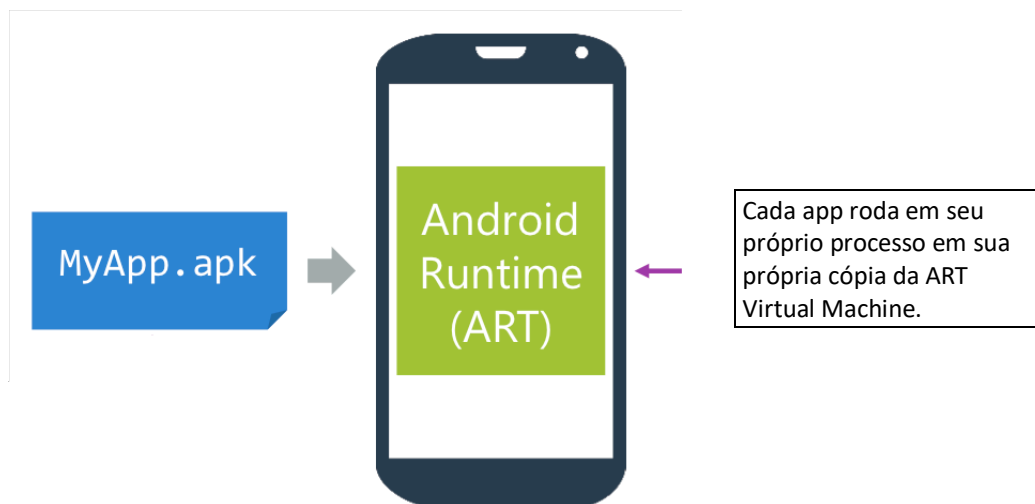 MyApp.apk
Android
Runtime
(ART)
Cada app roda em seu
próprio processo em sua
própria cópia da ART
Virtual Machine.